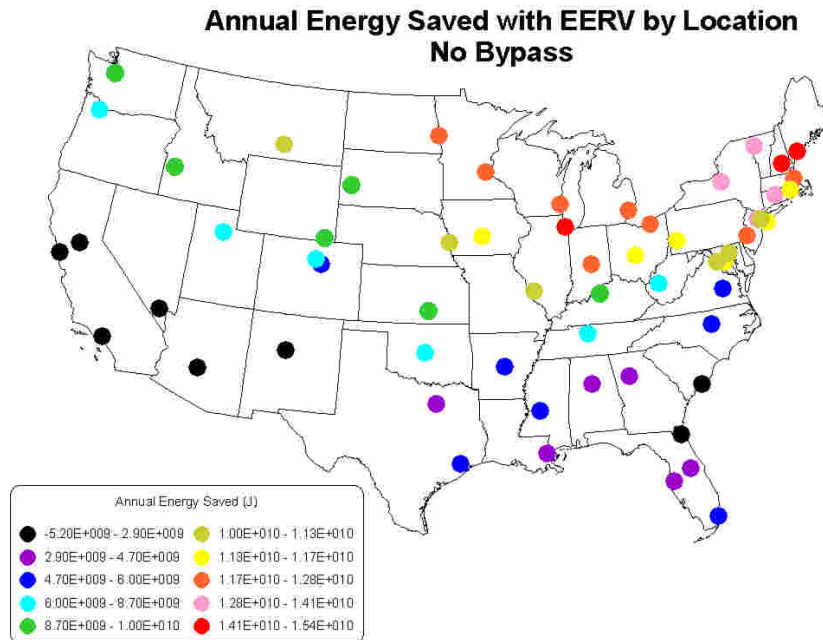 Annual Energy Saved with EERV by Location
No Bypass
Annual Energy Saved (J)
-5.20E+009 - 2.90E+009
2.90E+009 - 4.70E+009
4.70E+009 - 6.00E+009
6.00E+009 - 8.70E+009
8.70E+009 - 1.00E+010
1.00E+010 - 1.13E+010
1.13E+010 - 1.17E+010
1.17E+010 - 1.28E+010
1.28E+010 - 1.41E+010
1.41E+010 - 1.54E+010